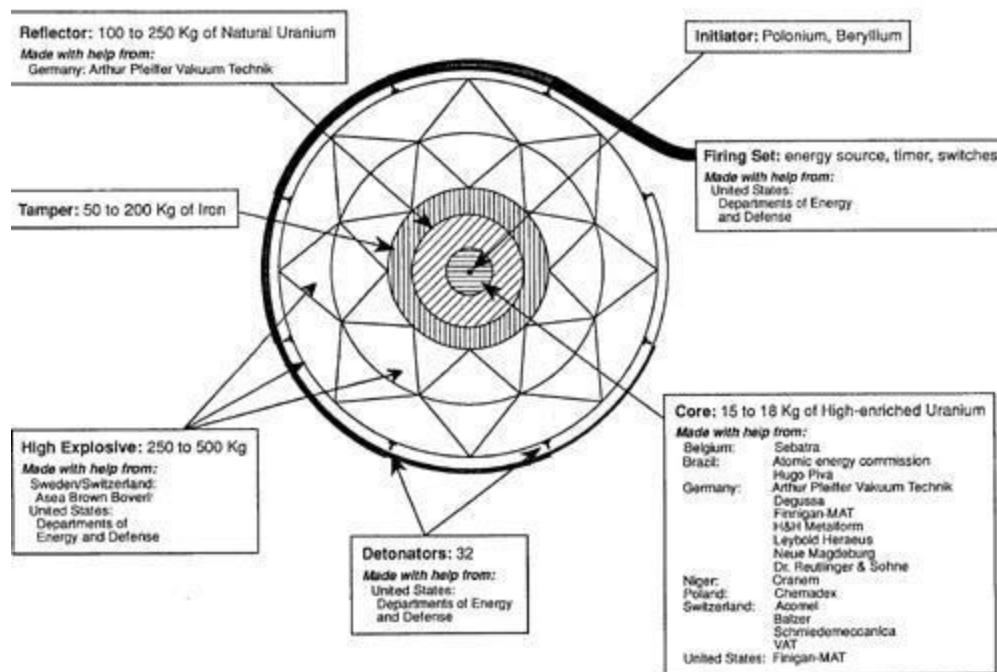 Reflector: 100 to 250 Kg of Natural Uranium
Made with help from:
Germany: Arthur Pfeiffer Vakuum Technik
Initiator: Polonium, Beryllium
Firing Set: energy source, timer, switches
Made with help from:
United States:
Departments of Energy
and Defense
Tamper: 50 to 200 Kg of Iron
High Explosive: 250 to 500 Kg
Made with help from:
Sweden/Switzerland:
Asea Brown Boveri
United States:
Departments of
Energy and Defense
Detonators: 32
Made with help from:
United States:
Departments of Energy
and Defense
Core: 15 to 18 Kg of High-enriched Uranium
Made with help from:
Belgium: Sebatra
Brazil: Atomic energy commission
Hugo Piva
Germany: Arthur Pfeiffer Vakuum Technik
Degussa
Finnigan-MAT
H&H Metalform
Leybold Heraeus
Neue Magdeburg
Dr. Reutlinger & Sohne
Niger: Oranem
Poland: Chemadex
Switzerland: Acomel
Balzer
Schmiedemeccanica
VAT
United States: Finigan-MAT